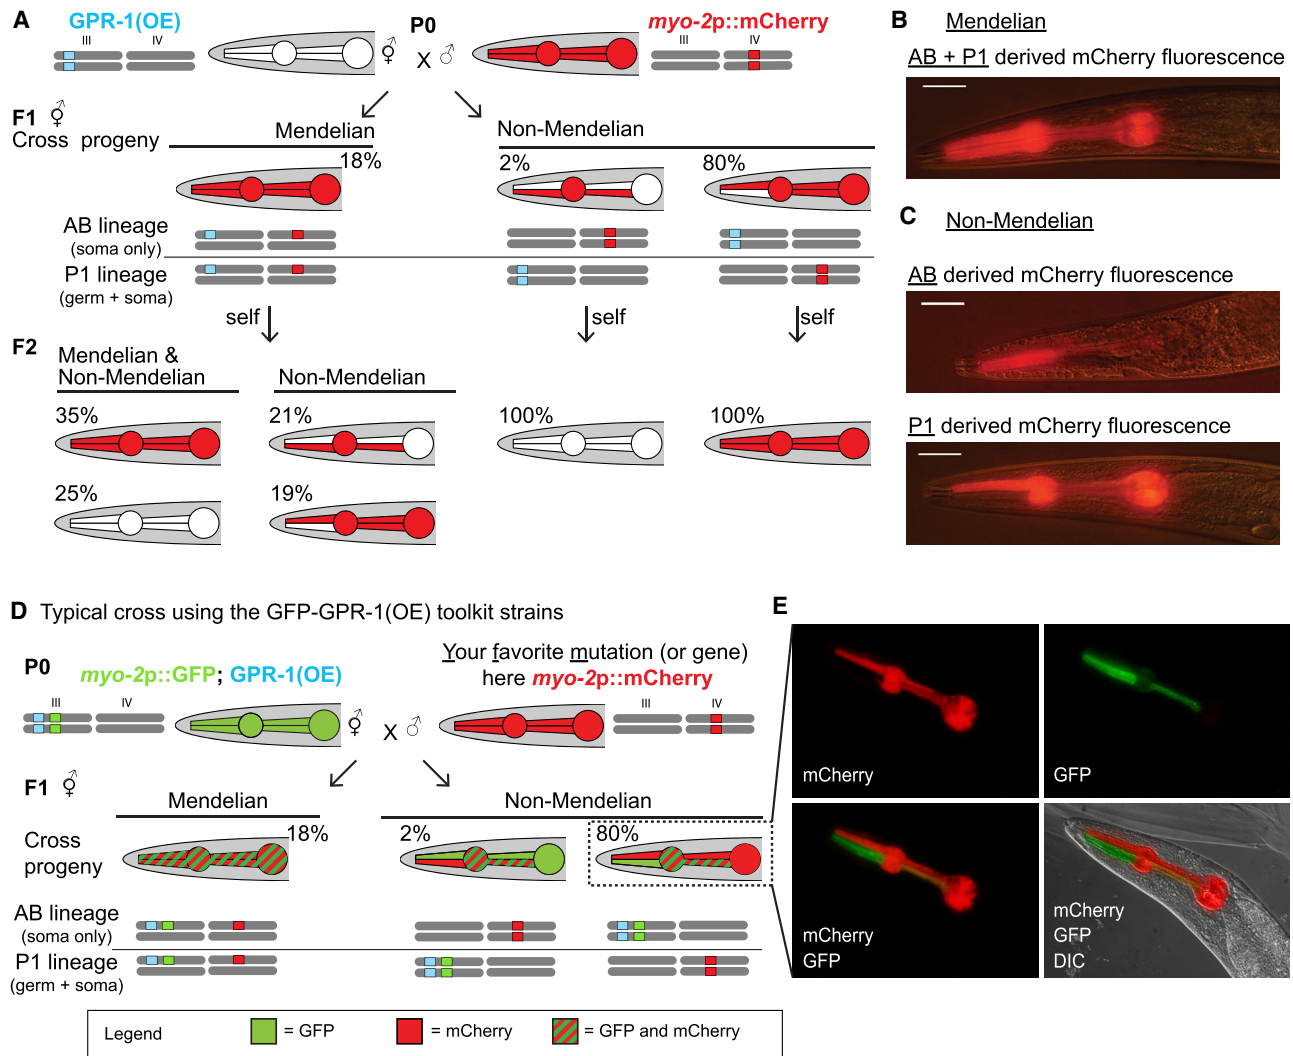 A
GPR-1(OE)
III IV
P0
X
myo-2p::mCherry
III IV
F1
Cross progeny
Mendelian
18%
Non-Mendelian
2%
80%
AB lineage
(soma only)
P1 lineage
(germ + soma)
self
self
self
F2
Mendelian &
Non-Mendelian
Non-Mendelian
35%
21%
100%
100%
25%
19%
B
Mendelian
AB + P1 derived mCherry fluorescence
C
Non-Mendelian
AB derived mCherry fluorescence
P1 derived mCherry fluorescence
D Typical cross using the GFP-GPR-1(OE) toolkit strains
P0
myo-2p::GFP; GPR-1(OE)
III IV
X
Your favorite mutation (or gene)
here myo-2p::mCherry
III IV
F1
Mendelian
Non-Mendelian
Cross
progeny
18%
2%
80%
AB lineage
(soma only)
P1 lineage
(germ + soma)
Legend
= GFP
= mCherry
= GFP and mCherry
E
mCherry
GFP
mCherry
GFP
mCherry
GFP
DIC